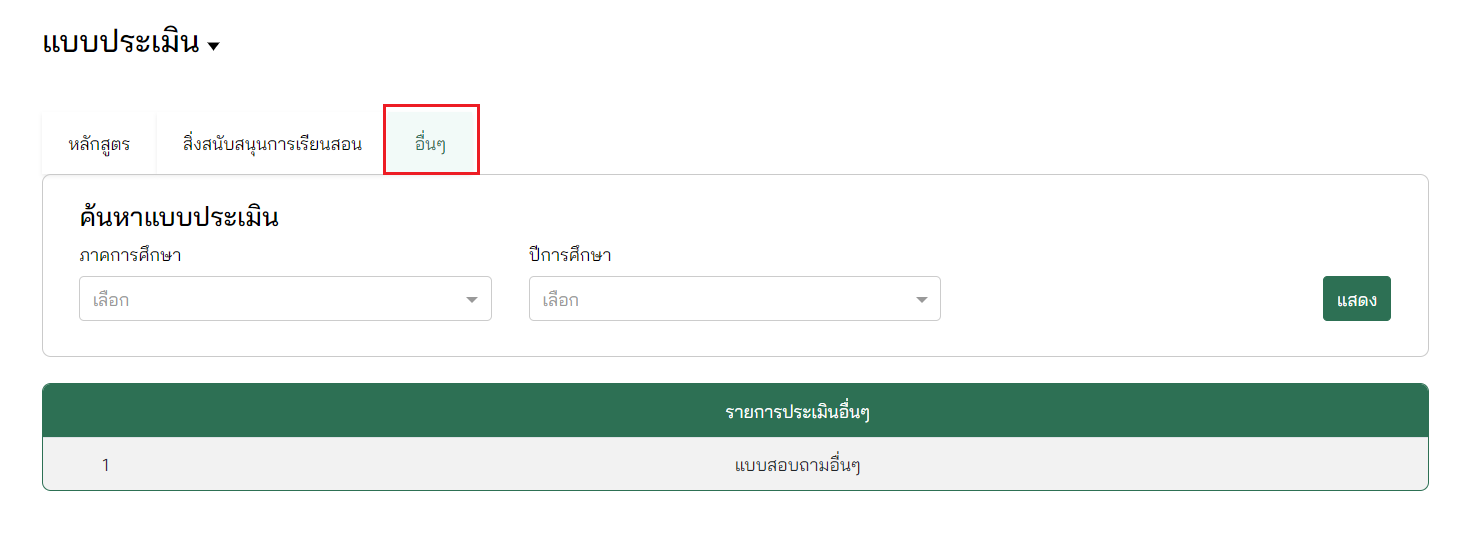 แบบประเมิน
หลักสูตร สิ่งสนับสนุนการเรียนสอน อื่นๆ
ค้นหาแบบประเมิน
ภาคการศึกษา ปีการศึกษา
เลือก เลือก แสดง
รายการประเมินอื่นๆ
1 แบบสอบถามอื่นๆ